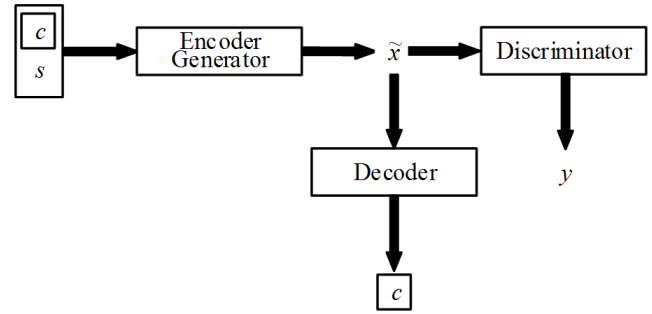 c
s
Encoder
Generator
x̃
Discriminator
Decoder
y
c